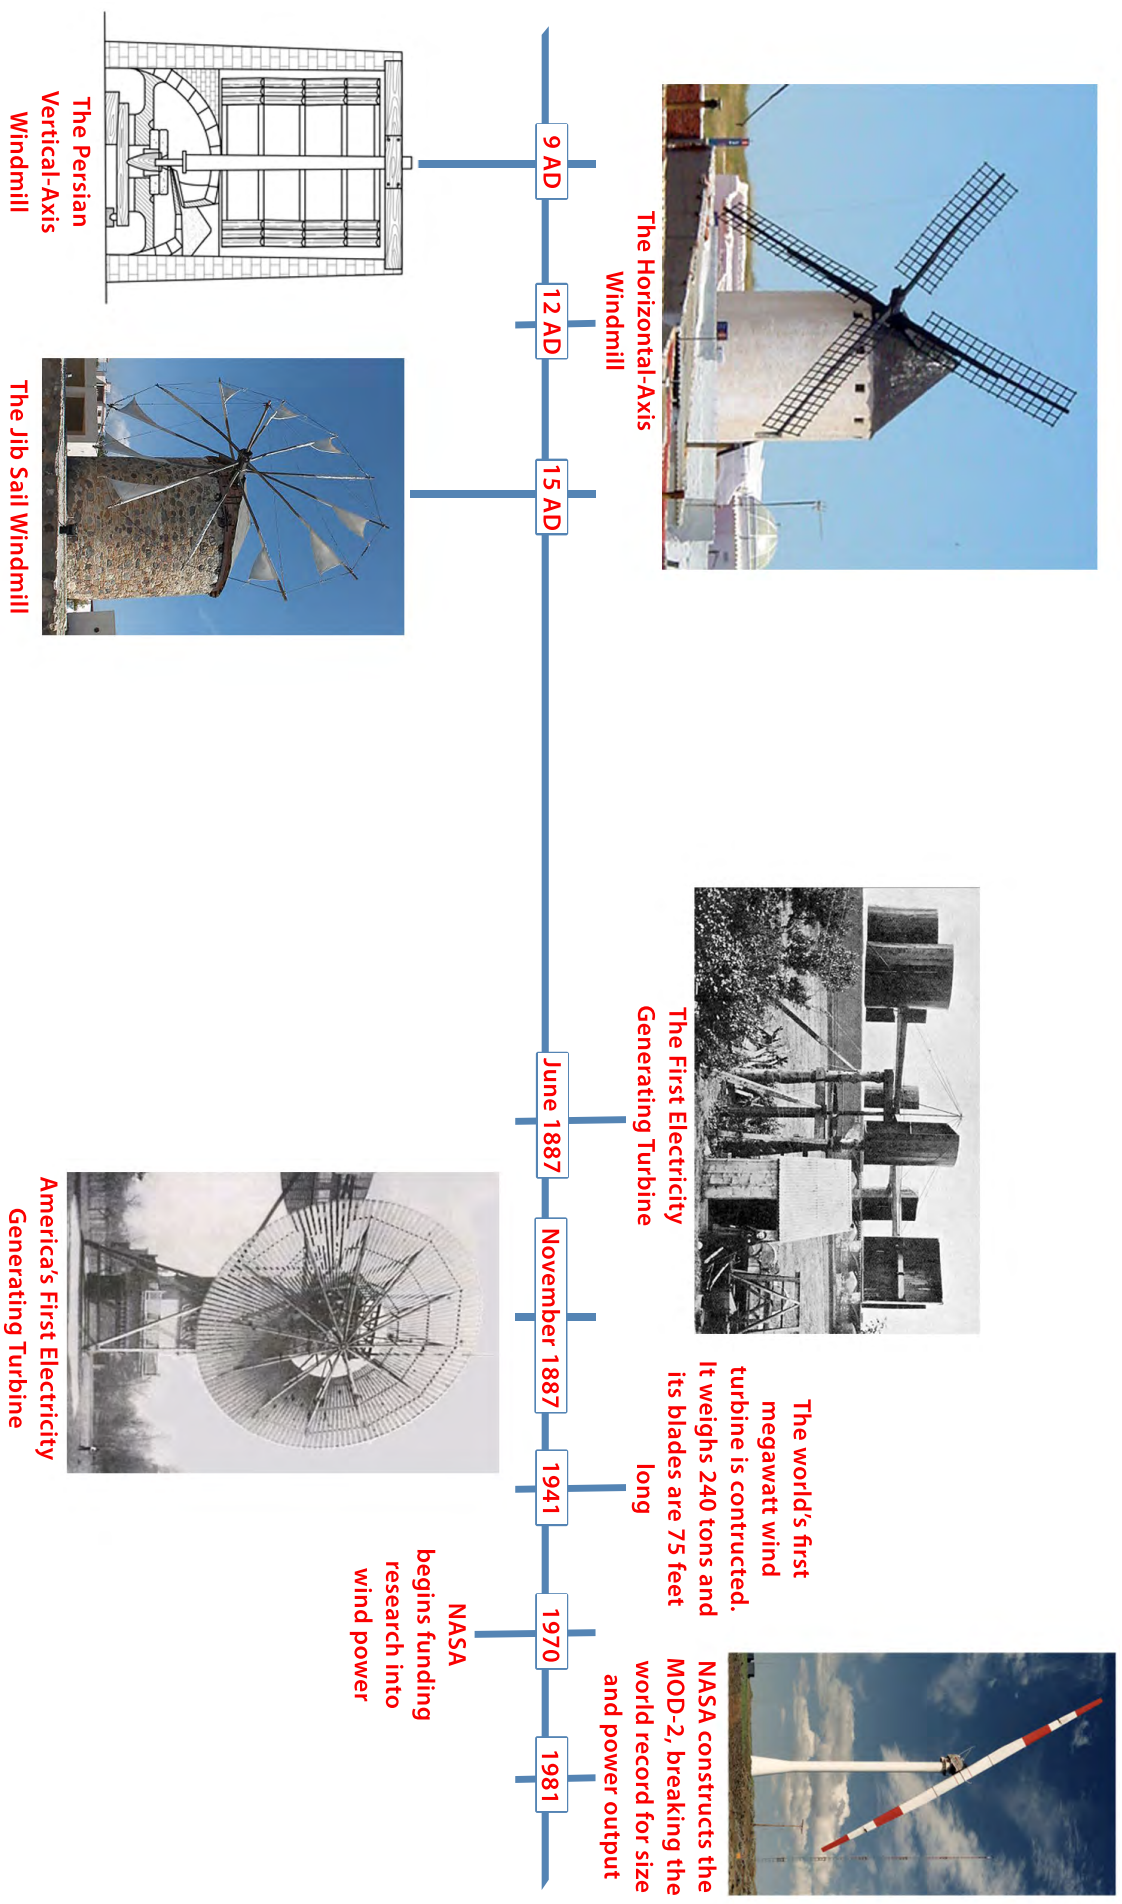 The Horizontal-Axis
Windmill
The First Electricity
Generating Turbine
The world's first
megawatt wind
turbine is contructed.
It weighs 240 tons and
its blades are 75 feet
long
NASA constructs the
MOD-2, breaking the
world record for size
and power output
9 AD
12 AD
15 AD
June 1887
November 1887
1941
1970
1981
The Persian
Vertical-Axis
Windmill
The Jib Sail Windmill
America's First Electricity
Generating Turbine
NASA
begins funding
research into
wind power